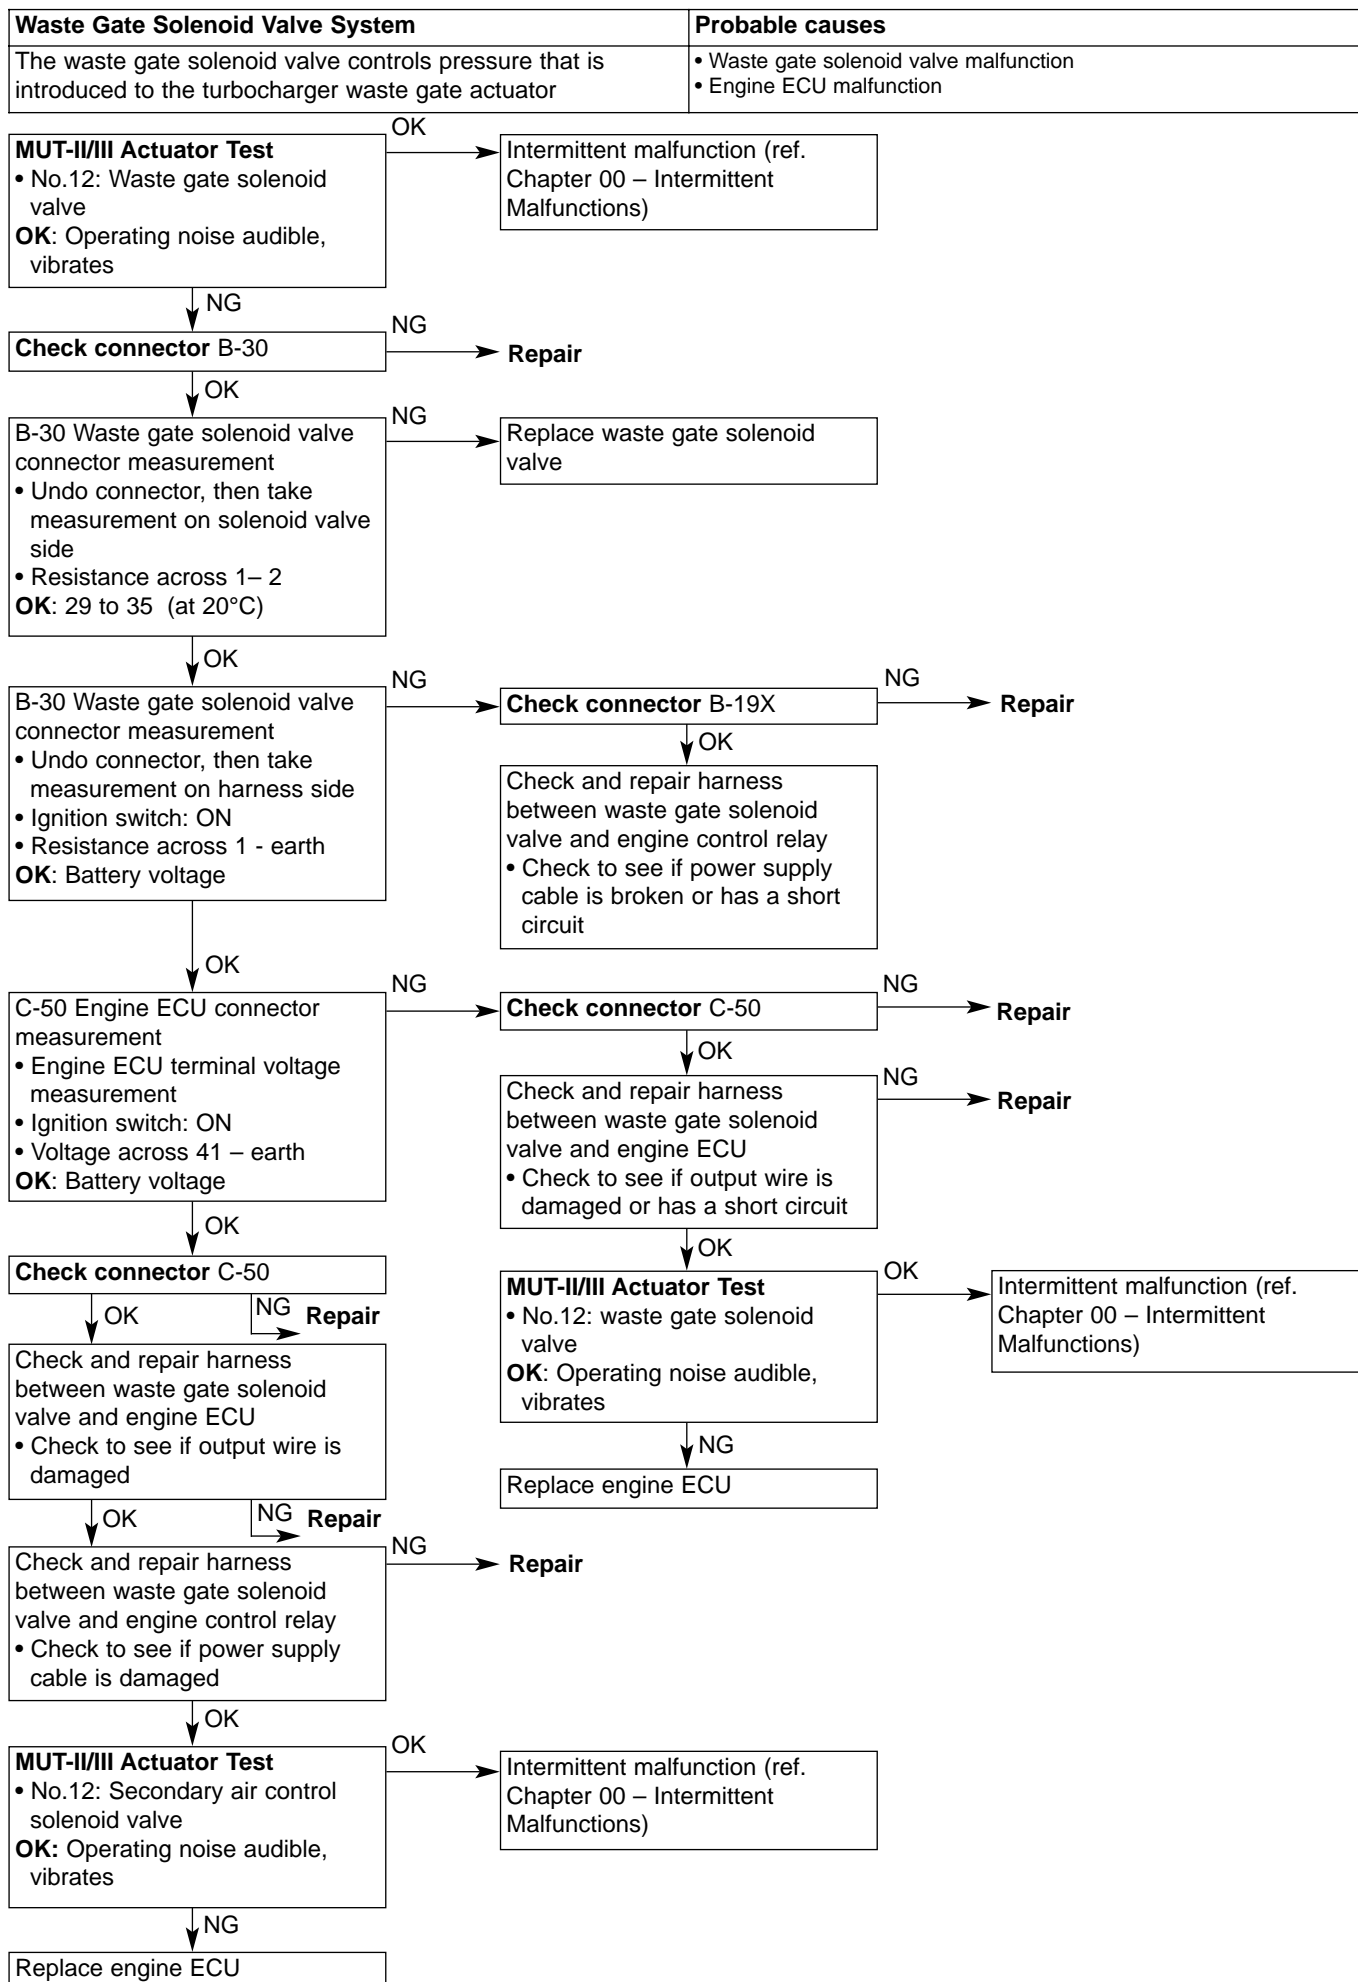 Waste Gate Solenoid Valve System
Probable causes
The waste gate solenoid valve controls pressure that is
introduced to the turbocharger waste gate actuator
• Waste gate solenoid valve malfunction
• Engine ECU malfunction
MUT-II/III Actuator Test
• No.12: Waste gate solenoid
valve
OK: Operating noise audible,
vibrates
OK
Intermittent malfunction (ref.
Chapter 00 – Intermittent
Malfunctions)
NG
Check connector B-30
NG
Repair
OK
B-30 Waste gate solenoid valve
connector measurement
• Undo connector, then take
measurement on solenoid valve
side
• Resistance across 1– 2
OK: 29 to 35 (at 20°C)
NG
Replace waste gate solenoid
valve
OK
B-30 Waste gate solenoid valve
connector measurement
• Undo connector, then take
measurement on harness side
• Ignition switch: ON
• Resistance across 1 - earth
OK: Battery voltage
NG
Check connector B-19X
NG
Repair
OK
Check and repair harness
between waste gate solenoid
valve and engine control relay
• Check to see if power supply
cable is broken or has a short
circuit
OK
C-50 Engine ECU connector
measurement
• Engine ECU terminal voltage
measurement
• Ignition switch: ON
• Voltage across 41 – earth
OK: Battery voltage
NG
Check connector C-50
NG
Repair
OK
Check and repair harness
between waste gate solenoid
valve and engine ECU
• Check to see if output wire is
damaged or has a short circuit
NG
Repair
OK
MUT-II/III Actuator Test
• No.12: waste gate solenoid
valve
OK: Operating noise audible,
vibrates
OK
Intermittent malfunction (ref.
Chapter 00 – Intermittent
Malfunctions)
NG
Replace engine ECU
OK
Check connector C-50
OK
NG
Repair
Check and repair harness
between waste gate solenoid
valve and engine ECU
• Check to see if output wire is
damaged
OK
NG
Repair
Check and repair harness
between waste gate solenoid
valve and engine control relay
• Check to see if power supply
cable is damaged
NG
Repair
OK
MUT-II/III Actuator Test
• No.12: Secondary air control
solenoid valve
OK: Operating noise audible,
vibrates
OK
Intermittent malfunction (ref.
Chapter 00 – Intermittent
Malfunctions)
NG
Replace engine ECU